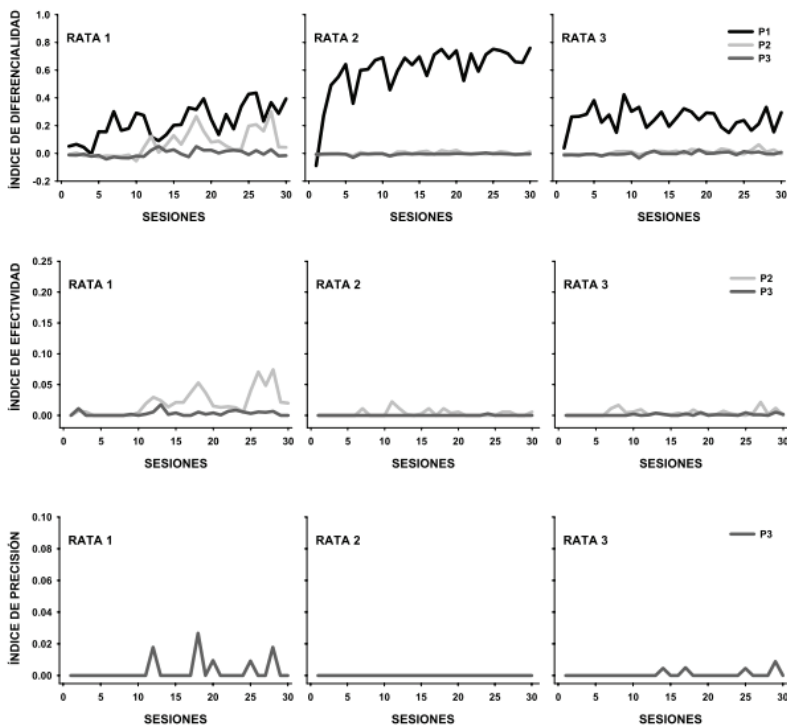 ÍNDICE DE DIFERENCIALIDAD
1.0
0.8
0.6
0.4
0.2
0.0
-0.2
RATA 1
RATA 2
RATA 3
P1
P2
P3
0 5 10 15 20 25 30
0 5 10 15 20 25 30
0 5 10 15 20 25 30
SESIONES
SESIONES
SESIONES
ÍNDICE DE EFECTIVIDAD
0.25
0.20
0.15
0.10
0.05
0.00
RATA 1
RATA 2
RATA 3
P2
P3
0 5 10 15 20 25 30
0 5 10 15 20 25 30
0 5 10 15 20 25 30
SESIONES
SESIONES
SESIONES
ÍNDICE DE PRECISIÓN
0.10
0.08
0.06
0.04
0.02
0.00
RATA 1
RATA 2
RATA 3
P3
0 5 10 15 20 25 30
0 5 10 15 20 25 30
0 5 10 15 20 25 30
SESIONES
SESIONES
SESIONES